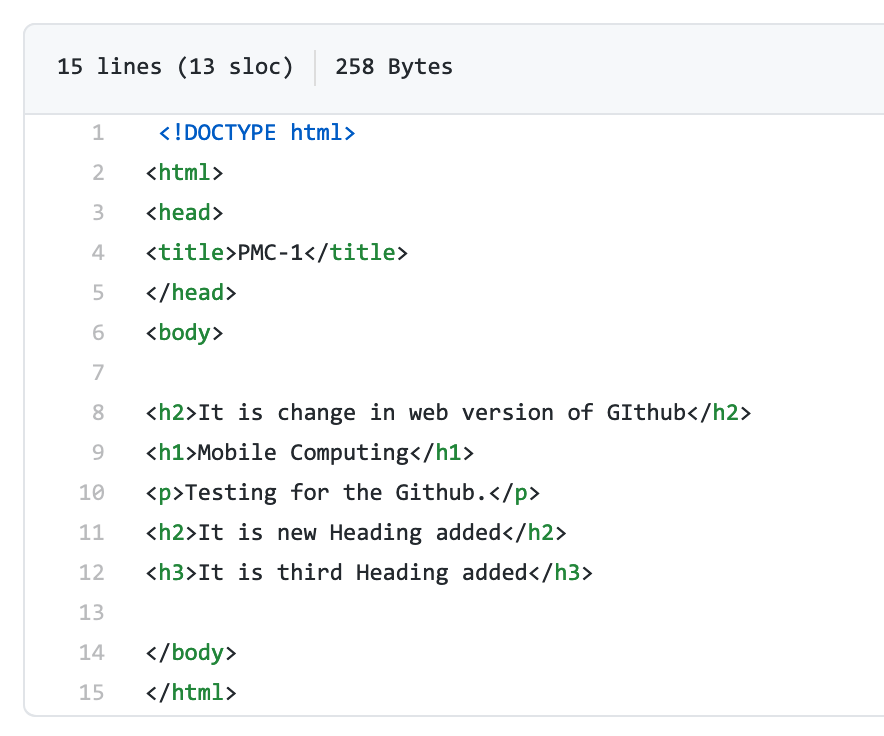 15 lines (13 sloc) 258 Bytes
1 <!DOCTYPE html>
2 <html>
3 <head>
4 <title>PMC-1</title>
5 </head>
6 <body>
7
8 <h2>It is change in web version of GIthub</h2>
9 <h1>Mobile Computing</h1>
10 <p>Testing for the Github.</p>
11 <h2>It is new Heading added</h2>
12 <h3>It is third Heading added</h3>
13
14 </body>
15 </html>